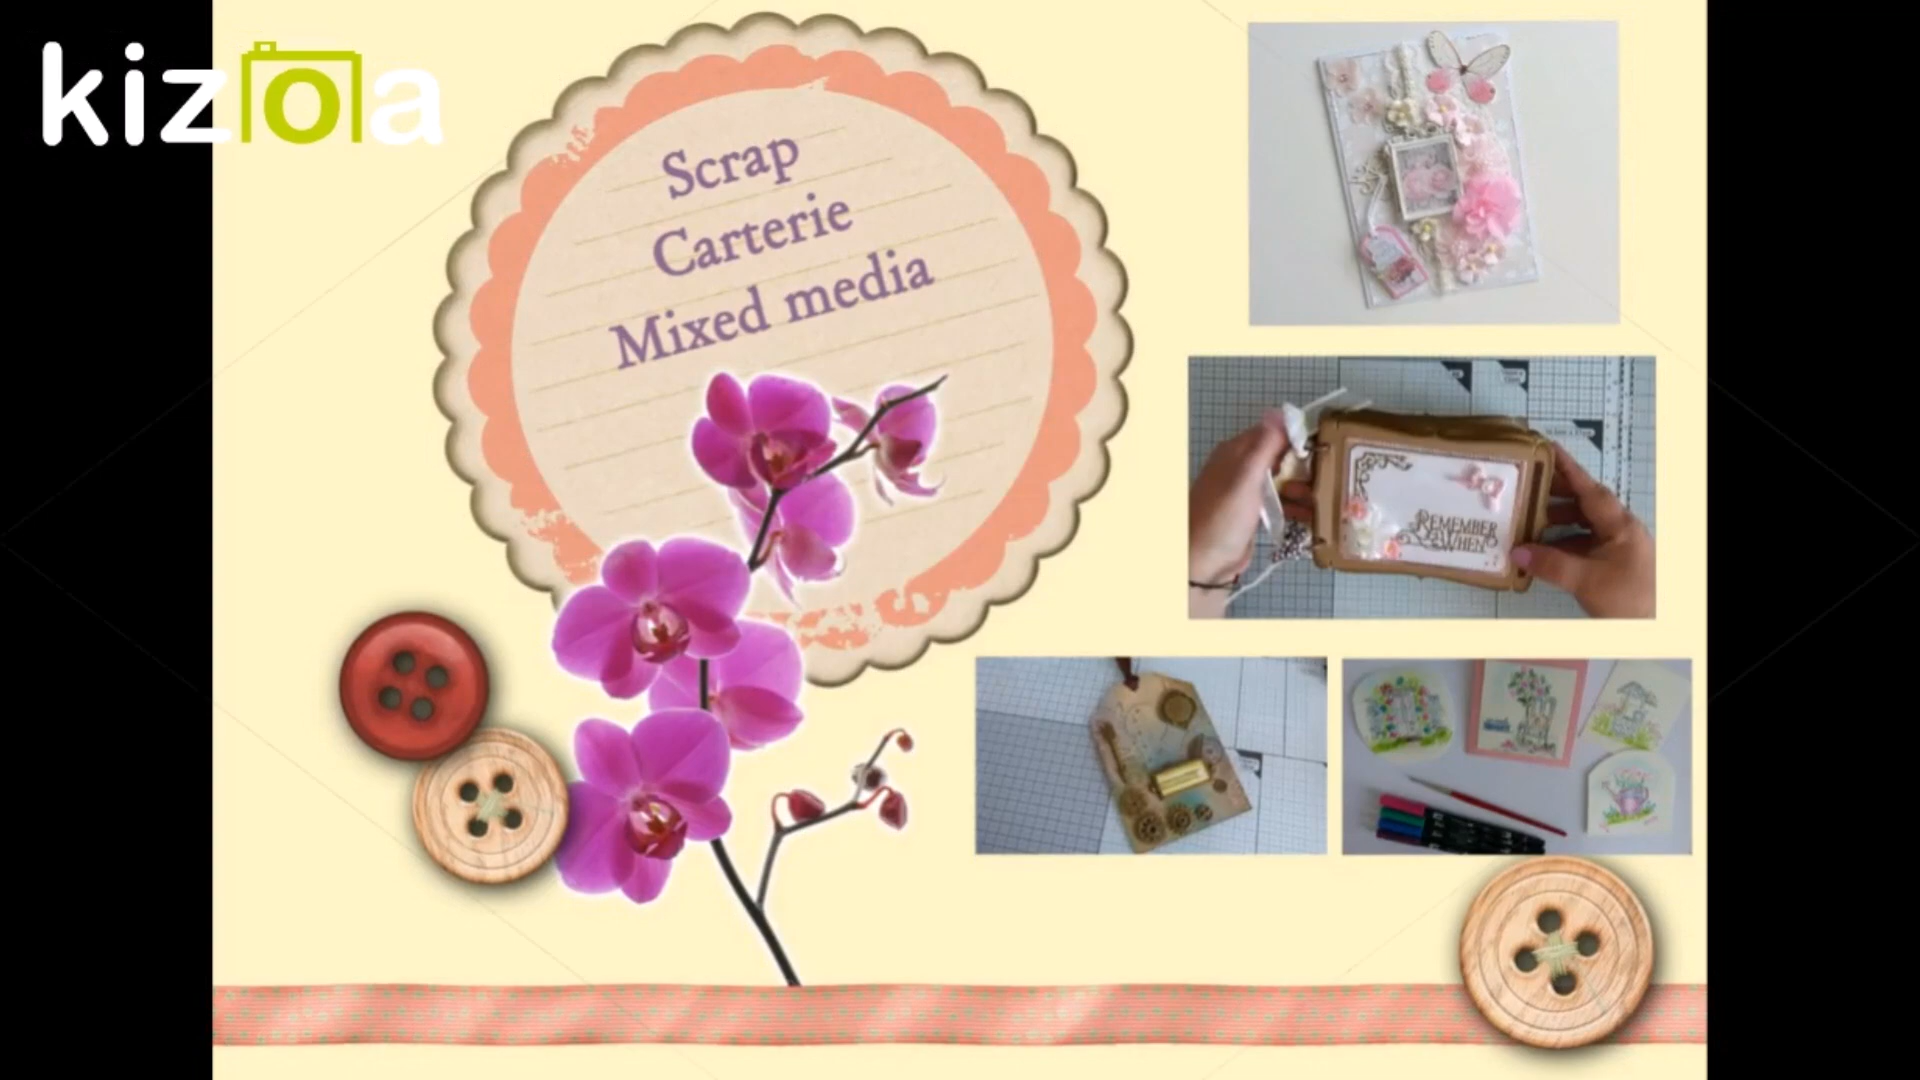 kizoa
Scrap
Carterie
Mixed media
REMEMBER
WHEN